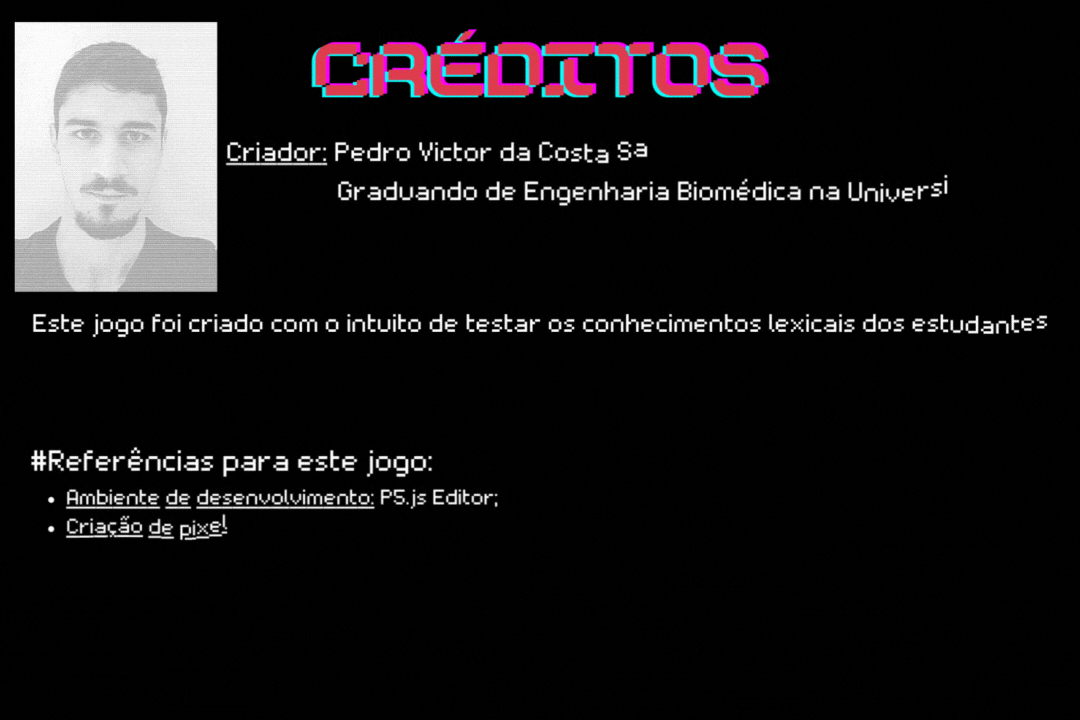 CRÉDITOS
Criador: Pedro Victor da Costa Sa
Graduando de Engenharia Biomédica na Universi
Este jogo foi criado com o intuito de testar os conhecimentos lexicais dos estudantes
#Referências para este jogo:
• Ambiente de desenvolvimento: P5.js Editor;
• Criação de pixel